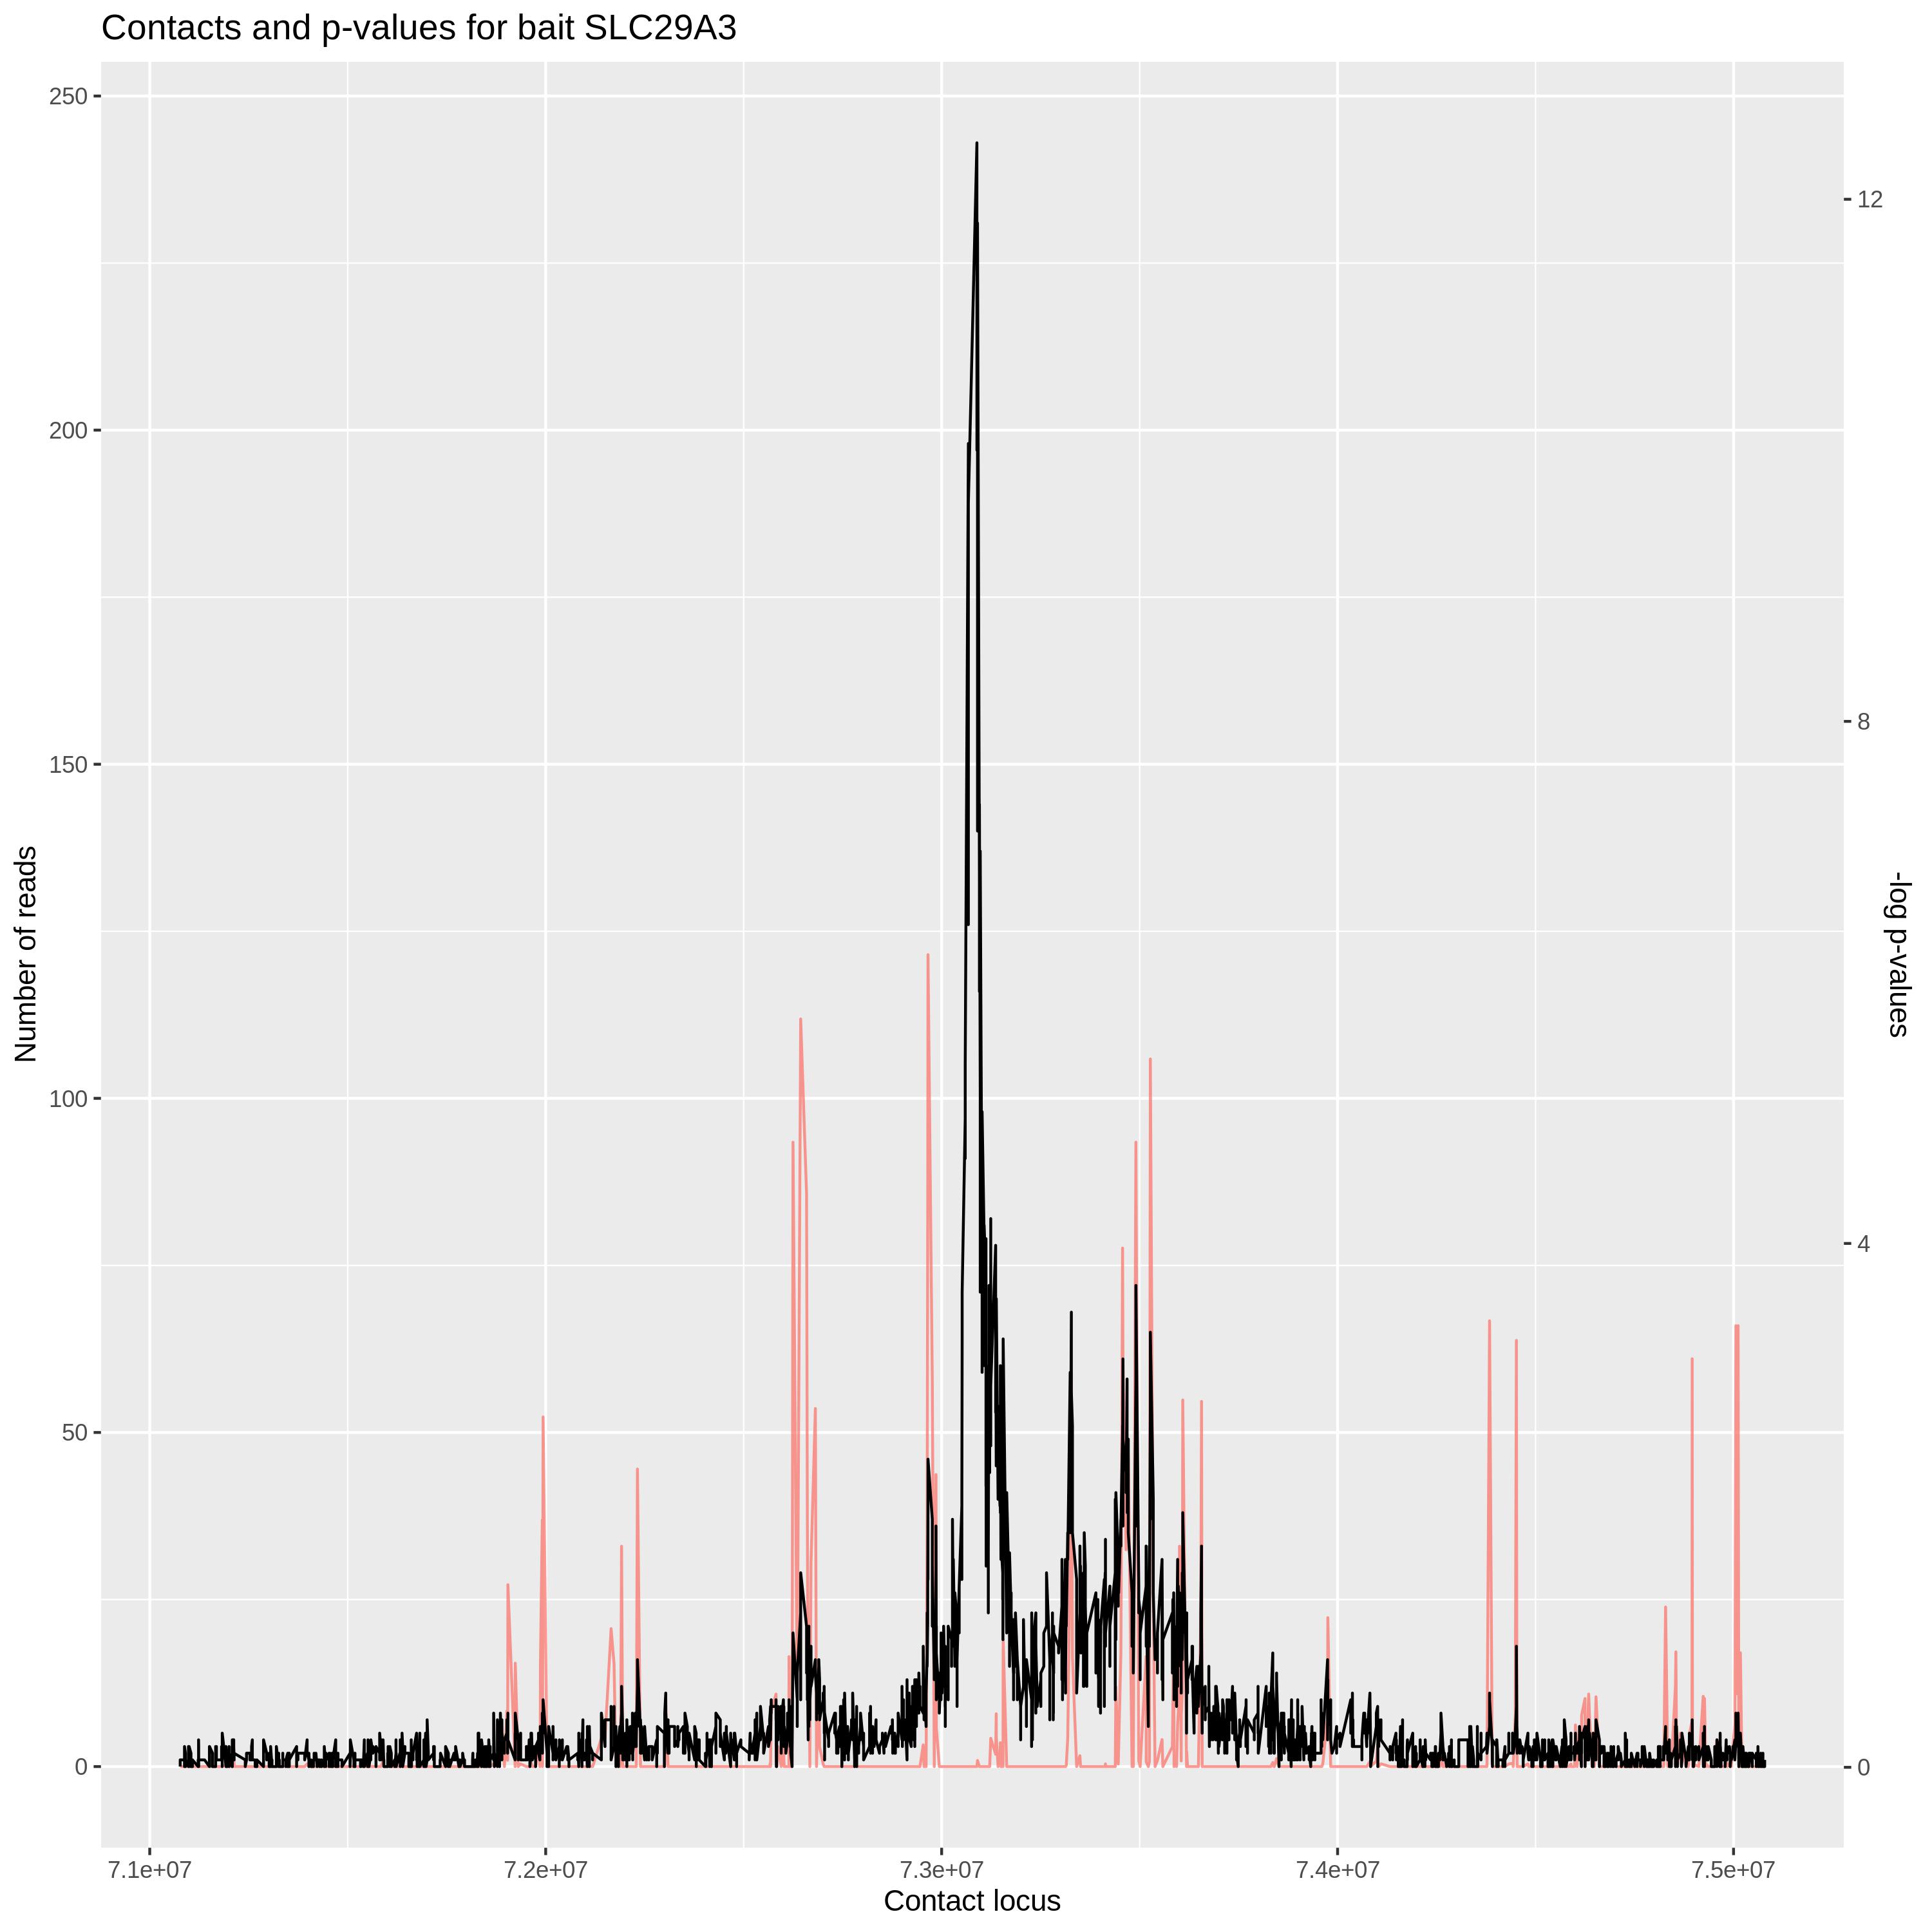 Contacts and p-values for bait SLC29A3
250
200
150
100
50
0
Number of reads
12
8
4
0
-log p-values
7.1e+07
7.2e+07
7.3e+07
7.4e+07
7.5e+07
Contact locus